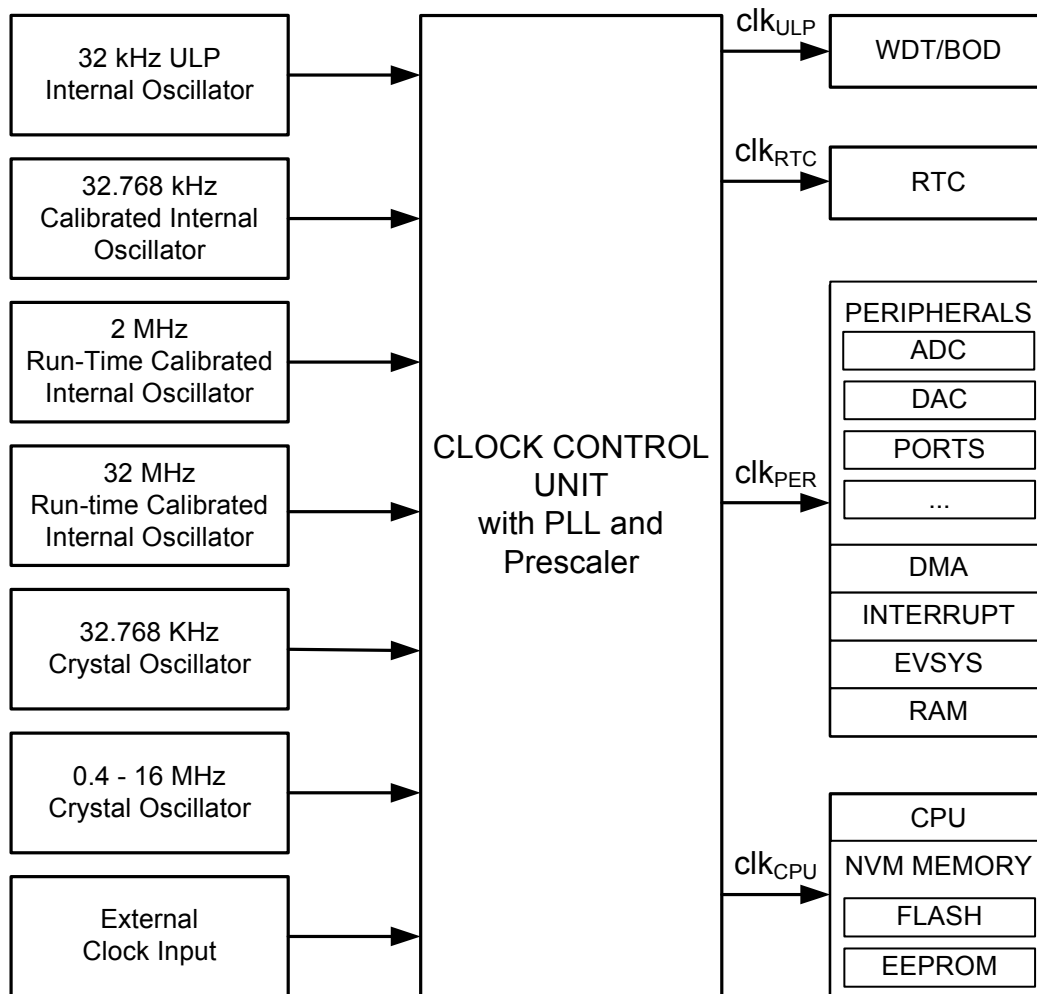 32 kHz ULP
Internal Oscillator
32.768 kHz
Calibrated Internal
Oscillator
2 MHz
Run-Time Calibrated
Internal Oscillator
32 MHz
Run-time Calibrated
Internal Oscillator
32.768 KHz
Crystal Oscillator
0.4 - 16 MHz
Crystal Oscillator
External
Clock Input
CLOCK CONTROL
UNIT
with PLL and
Prescaler
clkULP
clkRTC
clkPER
clkCPU
WDT/BOD
RTC
PERIPHERALS
ADC
DAC
PORTS
...
DMA
INTERRUPT
EVSYS
RAM
CPU
NVM MEMORY
FLASH
EEPROM